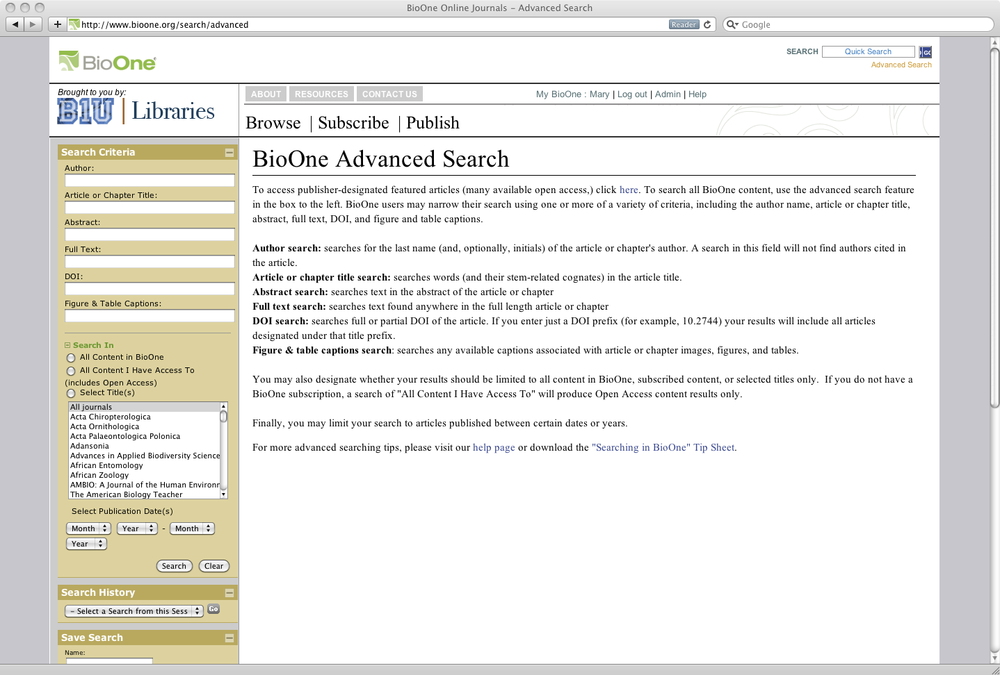 BioOne Online Journals – Advanced Search
http://www.bioone.org/search/advanced
Reader
Google
BioOne
SEARCH
Quick Search
GO
Advanced Search
Brought to you by:
B1U | Libraries
ABOUT
RESOURCES
CONTACT US
My BioOne : Mary | Log out | Admin | Help
Browse | Subscribe | Publish
Search Criteria
Author:
Article or Chapter Title:
Abstract:
Full Text:
DOI:
Figure & Table Captions:
Search In
All Content in BioOne
All Content I Have Access To
(includes Open Access)
Select Title(s)
All journals
Acta Chiropterologica
Acta Ornithologica
Acta Palaeontologica Polonica
Adansonia
Advances in Applied Biodiversity Science
African Entomology
African Zoology
AMBIO: A Journal of the Human Environm
The American Biology Teacher
Select Publication Date(s)
Month Year - Month
Year
Search Clear
Search History
- Select a Search from this Sess Go
Save Search
Name:
BioOne Advanced Search
To access publisher-designated featured articles (many available open access,) click here. To search all BioOne content, use the advanced search feature
in the box to the left. BioOne users may narrow their search using one or more of a variety of criteria, including the author name, article or chapter title,
abstract, full text, DOI, and figure and table captions.
Author search: searches for the last name (and, optionally, initials) of the article or chapter's author. A search in this field will not find authors cited in
the article.
Article or chapter title search: searches words (and their stem-related cognates) in the article title.
Abstract search: searches text in the abstract of the article or chapter
Full text search: searches text found anywhere in the full length article or chapter
DOI search: searches full or partial DOI of the article. If you enter just a DOI prefix (for example, 10.2744) your results will include all articles
designated under that title prefix.
Figure & table captions search: searches any available captions associated with article or chapter images, figures, and tables.
You may also designate whether your results should be limited to all content in BioOne, subscribed content, or selected titles only. If you do not have a
BioOne subscription, a search of "All Content I Have Access To" will produce Open Access content results only.
Finally, you may limit your search to articles published between certain dates or years.
For more advanced searching tips, please visit our help page or download the "Searching in BioOne" Tip Sheet.